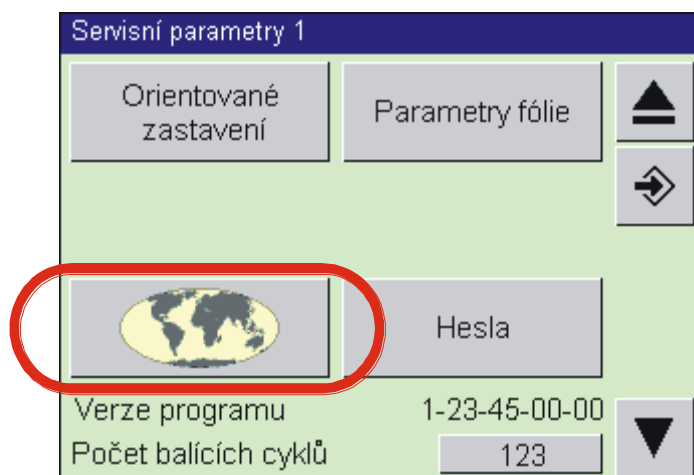 Servisní parametry 1
Orientované
zastavení
Parametry fólie
Hesla
Verze programu 1-23-45-00-00
Počet balících cyklů 123